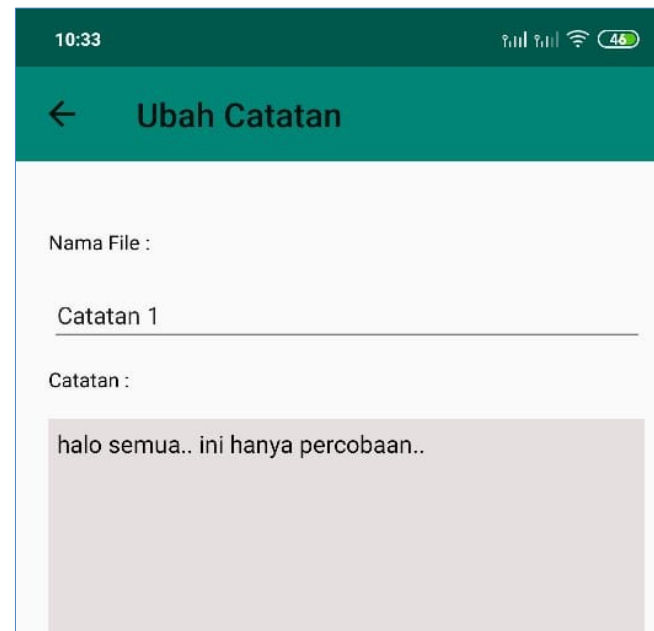 10:33
46
Ubah Catatan
Nama File :
Catatan 1
Catatan :
halo semua.. ini hanya percobaan..